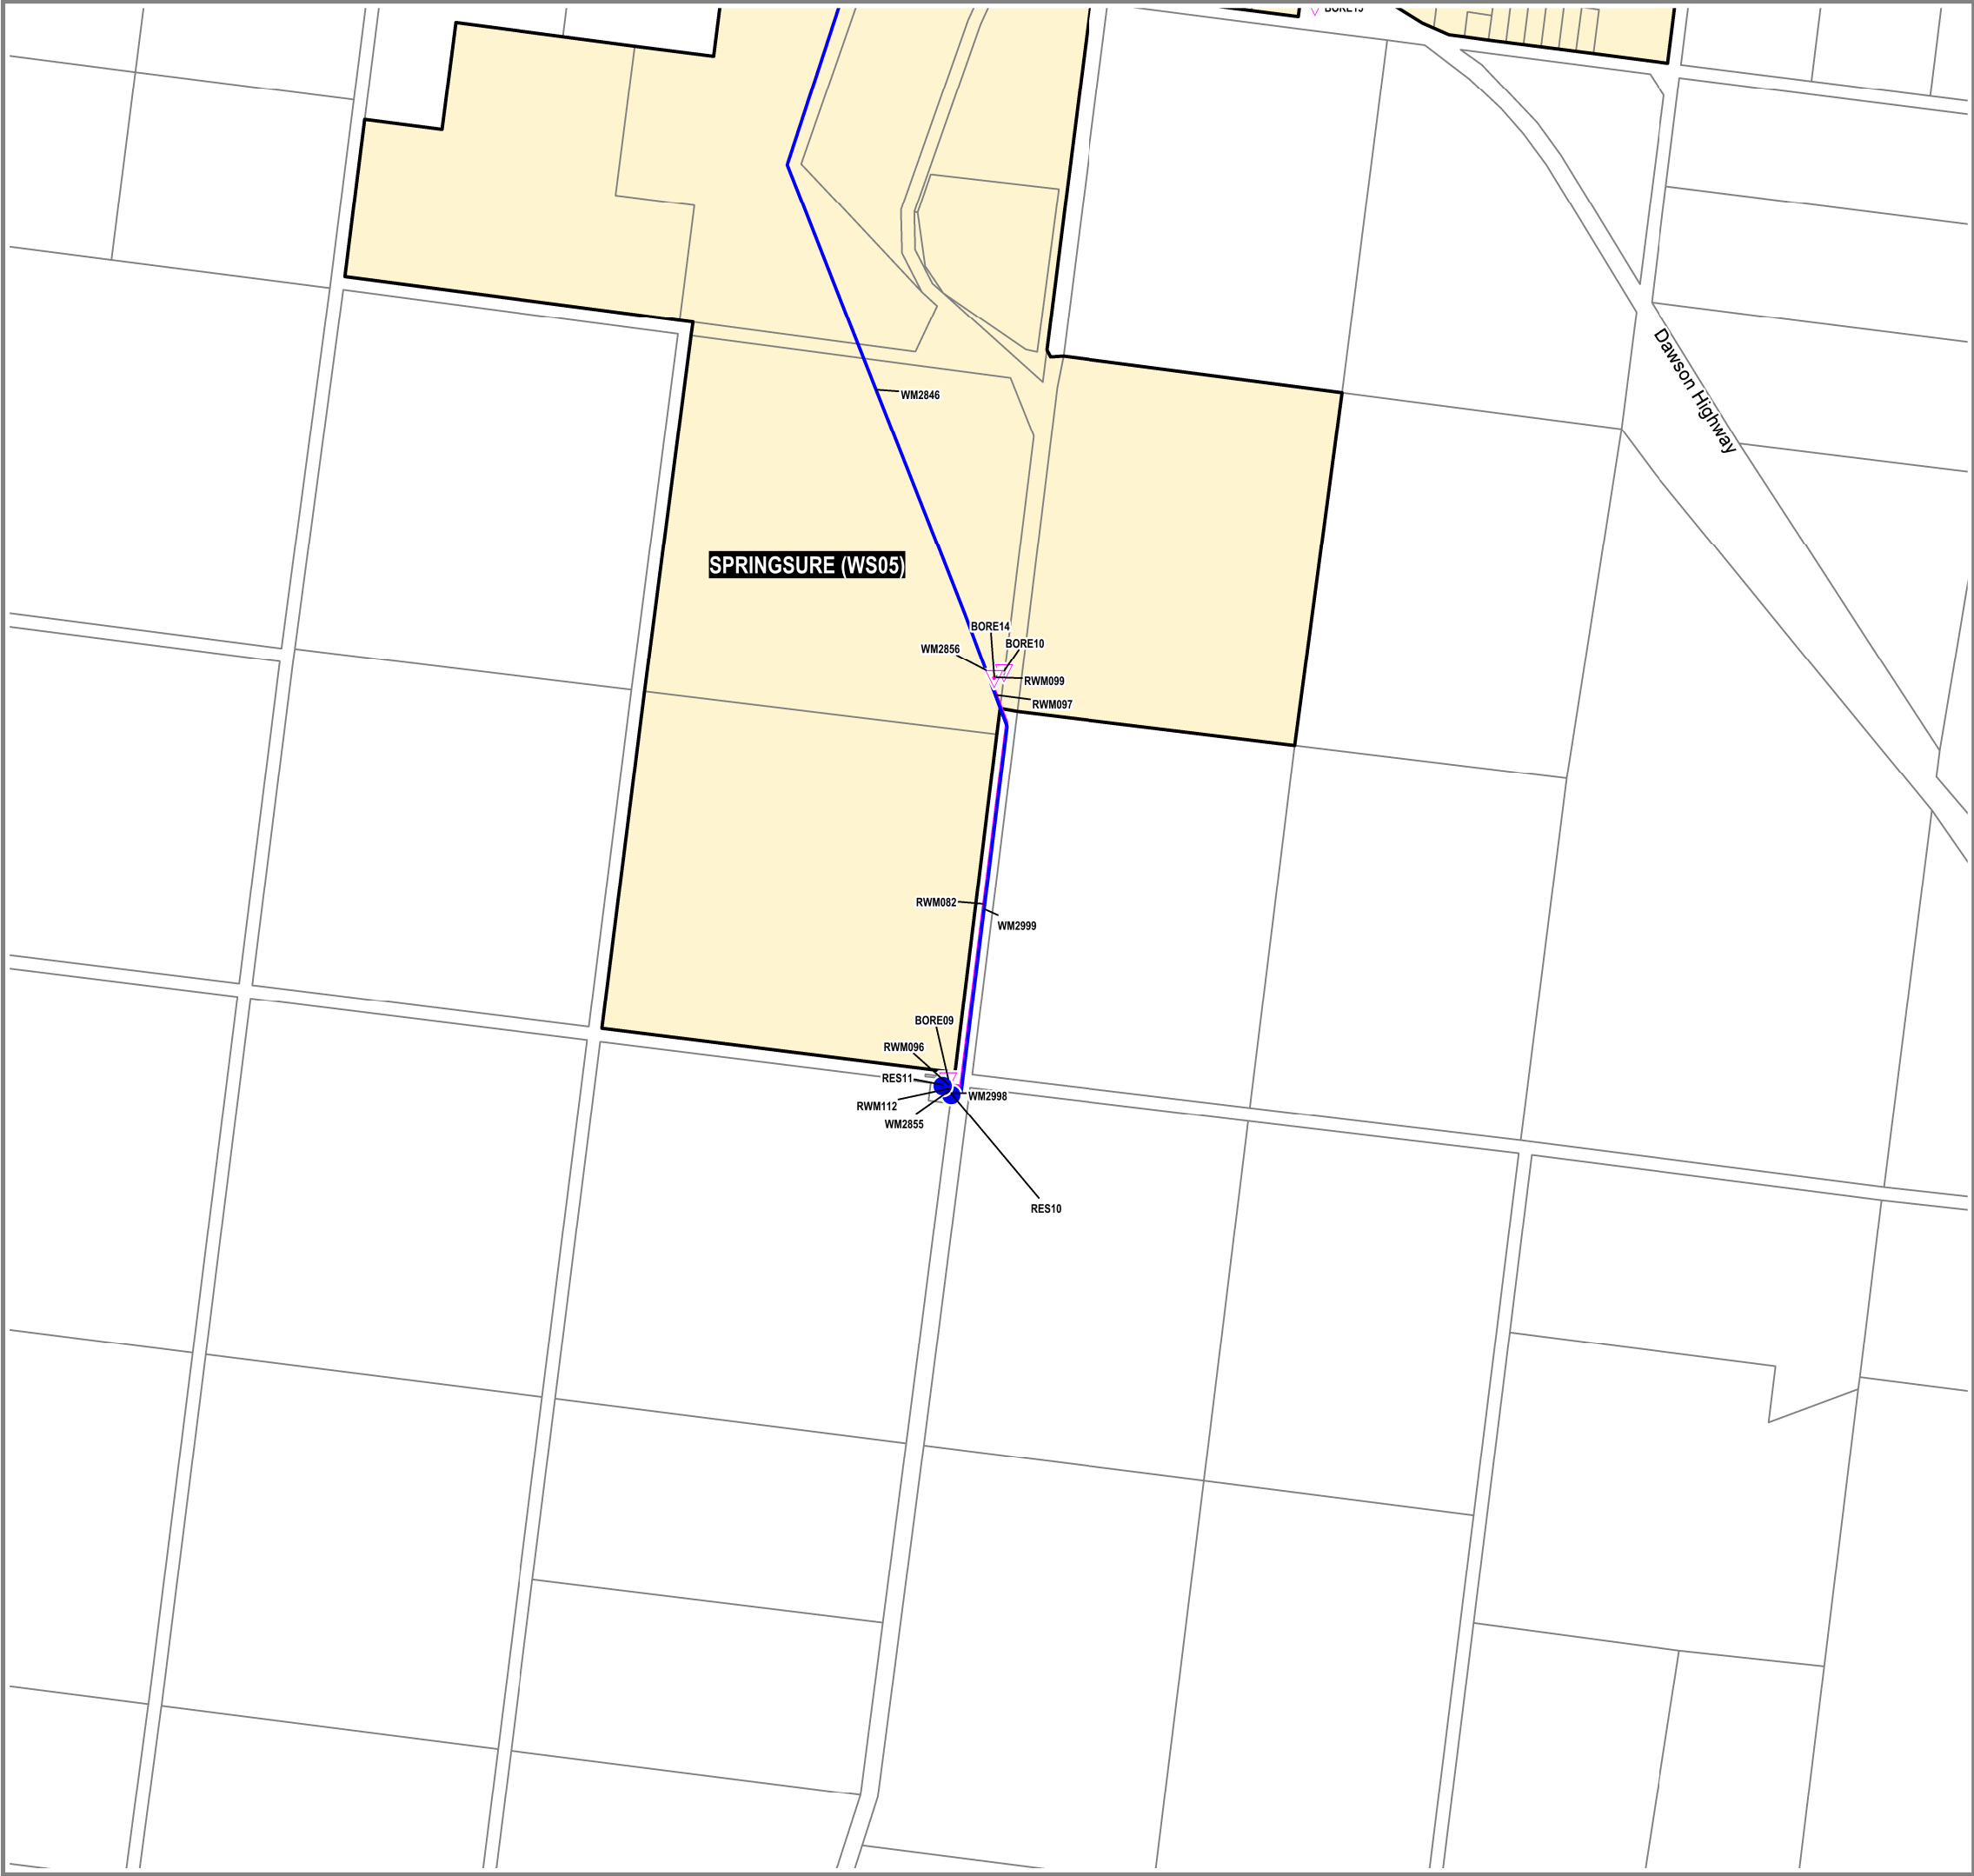 BORE13
Dawson Highway
WM2846
SPRINGSURE (WS05)
BORE14
BORE10
WM2856
RWM099
RWM097
RWM082
WM2999
BORE09
RWM096
RES11
WM2998
RWM112
WM2855
RES10